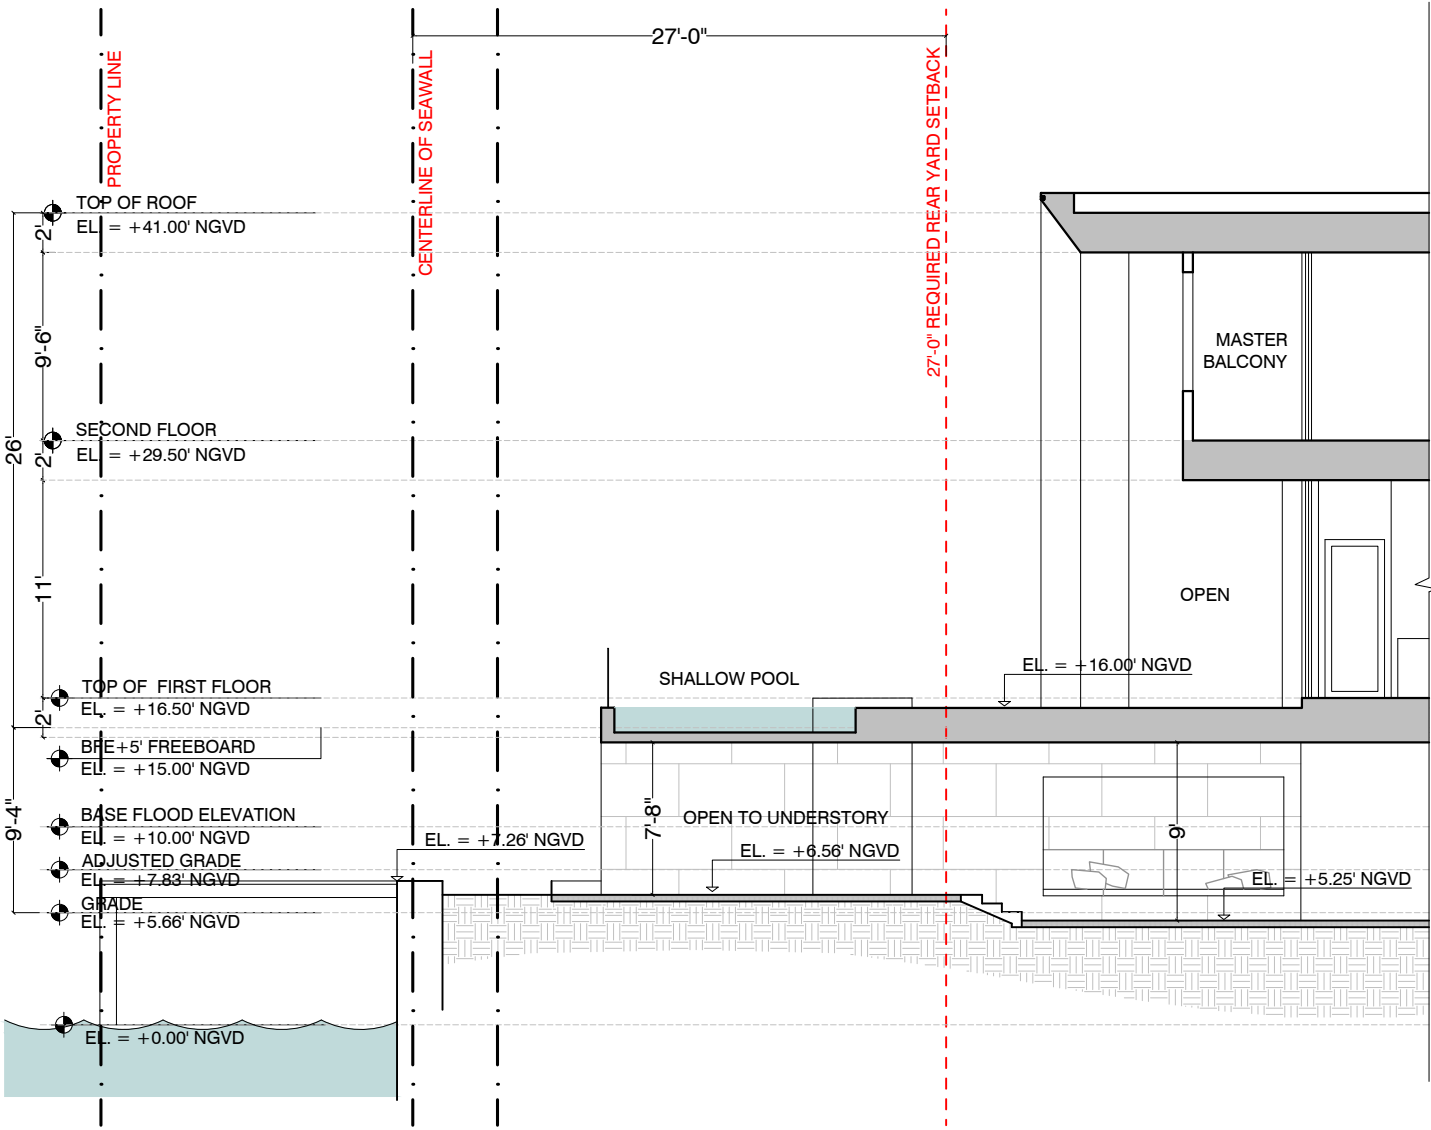 27'-0"
PROPERTY LINE
CENTERLINE OF SEAWALL
27'-0" REQUIRED REAR YARD SETBACK
TOP OF ROOF
EL. = +41.00' NGVD
2'
9'-6"
MASTER
BALCONY
SECOND FLOOR
EL. = +29.50' NGVD
26'
2'
11'
OPEN
EL. = +16.00' NGVD
SHALLOW POOL
TOP OF FIRST FLOOR
EL. = +16.50' NGVD
2'
BFE+5' FREEBOARD
EL. = +15.00' NGVD
9'-4"
BASE FLOOD ELEVATION
EL. = +10.00' NGVD
7'-8"
OPEN TO UNDERSTORY
9'
EL. = +7.26' NGVD
EL. = +6.56' NGVD
ADJUSTED GRADE
EL. = +7.83' NGVD
EL. = +5.25' NGVD
GRADE
EL. = +5.66' NGVD
EL. = +0.00' NGVD